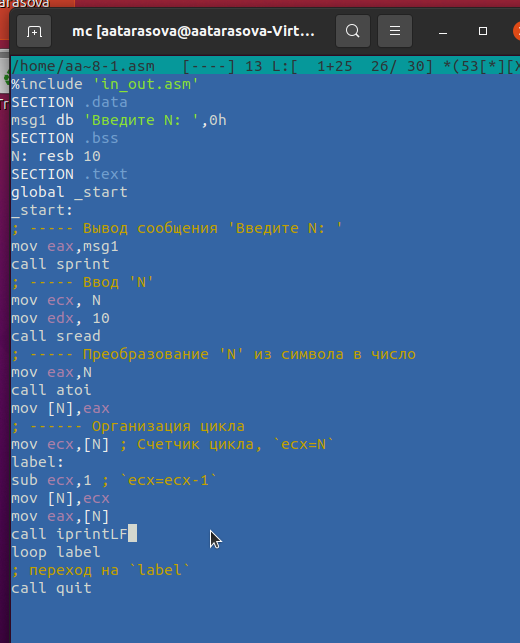 arasova
mc [aatarasova@aatarasova-Virt...
/home/aa~8-1.asm [----] 13 L:[ 1+25 26/ 30] *(53[*][X
Tr
%include 'in_out.asm'
SECTION .data
msg1 db 'Введите N: ',0h
SECTION .bss
N: resb 10
SECTION .text
global _start
_start:
; ----- Вывод сообщения 'Введите N: '
mov eax,msg1
call sprint
; ----- Ввод 'N'
mov ecx, N
mov edx, 10
call sread
; ----- Преобразование 'N' из символа в число
mov eax,N
call atoi
mov [N],eax
; ------ Организация цикла
mov ecx,[N] ; Счетчик цикла, `ecx=N`
label:
sub ecx,1 ; `ecx=ecx-1`
mov [N],ecx
mov eax,[N]
call iprintLF
loop label
; переход на `label`
call quit